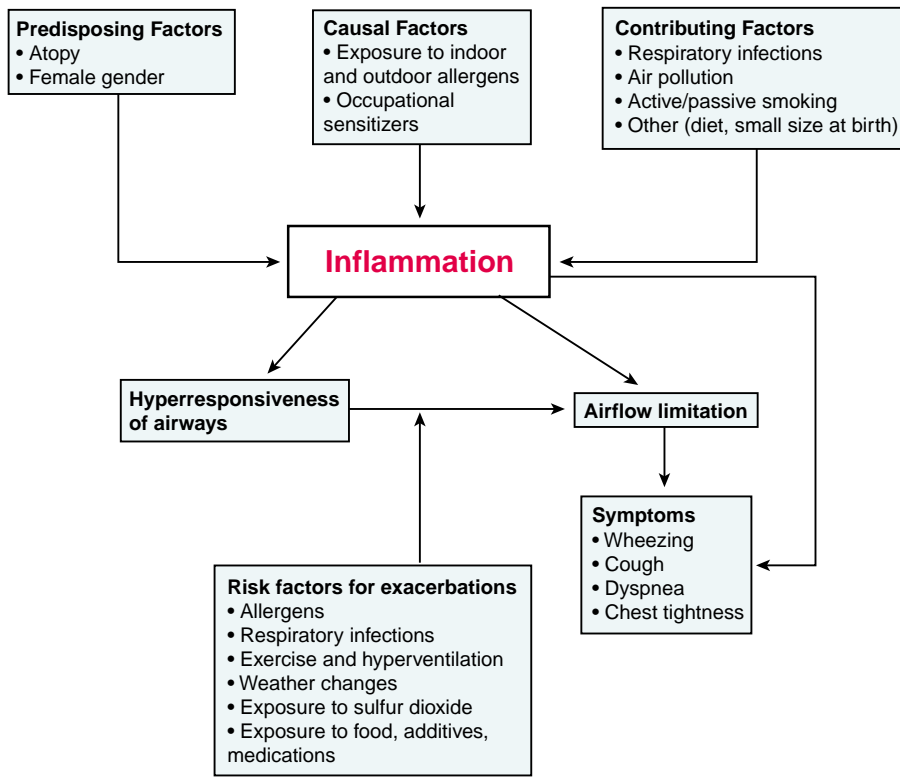 Predisposing Factors
• Atopy
• Female gender
Causal Factors
• Exposure to indoor
and outdoor allergens
• Occupational
sensitizers
Contributing Factors
• Respiratory infections
• Air pollution
• Active/passive smoking
• Other (diet, small size at birth)
Inflammation
Hyperresponsiveness
of airways
Airflow limitation
Symptoms
• Wheezing
• Cough
• Dyspnea
• Chest tightness
Risk factors for exacerbations
• Allergens
• Respiratory infections
• Exercise and hyperventilation
• Weather changes
• Exposure to sulfur dioxide
• Exposure to food, additives,
medications